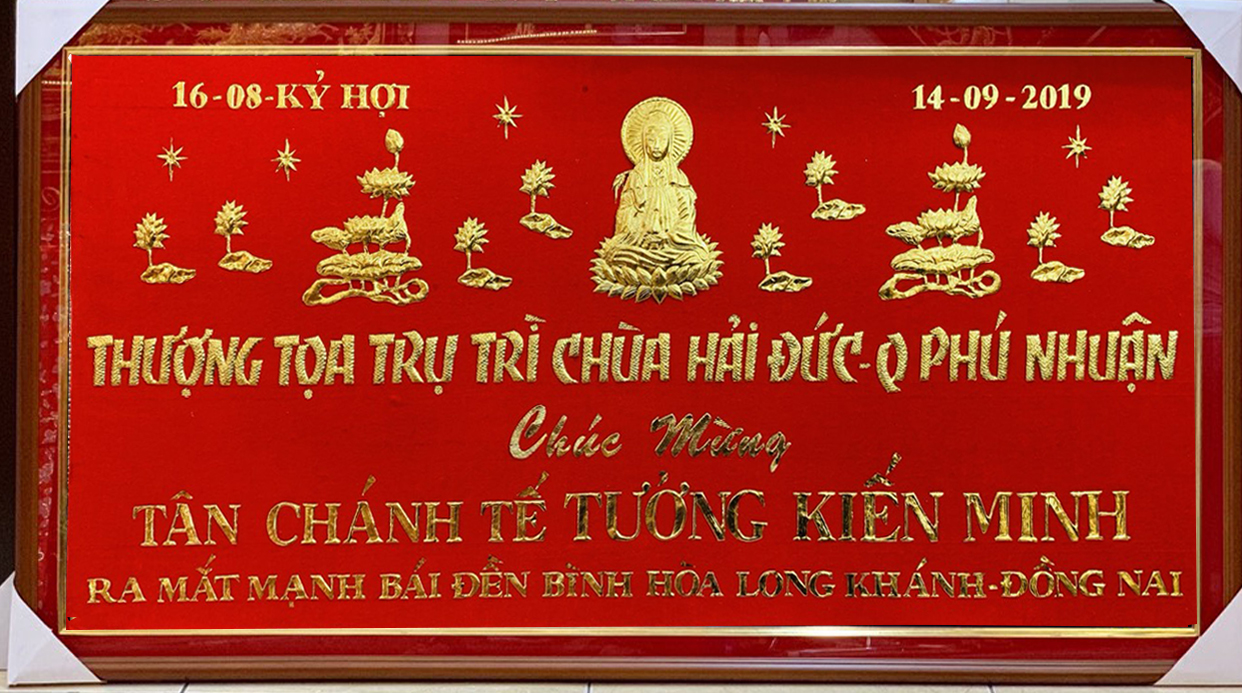 16-08-KỶ HỢI
14-09-2019
THƯỢNG TỌA TRỤ TRÌ CHÙA HẢI ĐỨC-Q PHÚ NHUẬN
Chúc Mừng
TÂN CHÁNH TẾ TƯỞNG KIẾN MINH
RA MẮT MẠNH BÁI ĐỀN BÌNH HÒA LONG KHÁNH-ĐỒNG NAI